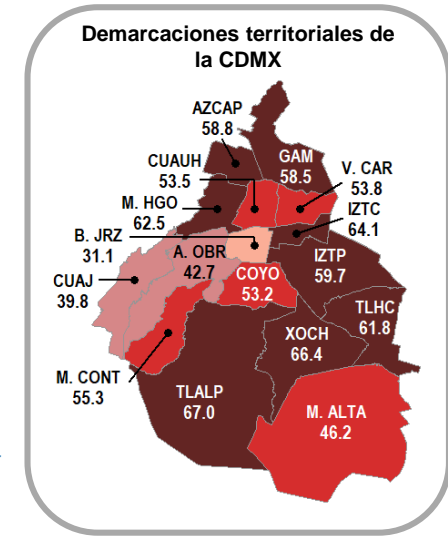 Demarcaciones territoriales de
la CDMX
AZCAP
58.8
CUAUH
53.5
GAM
58.5
V. CAR
53.8
M. HGO
62.5
IZTC
64.1
B. JRZ
31.1
A. OBR
42.7
IZTP
59.7
CUAJ
39.8
COYO
53.2
TLHC
61.8
XOCH
66.4
M. CONT
55.3
TLALP
67.0
M. ALTA
46.2